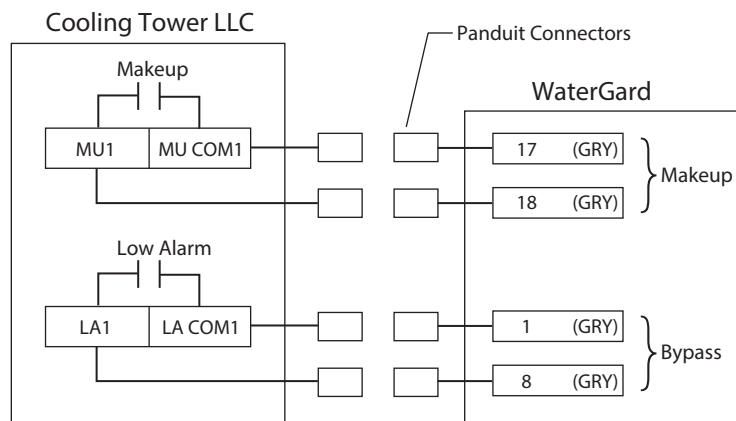 Cooling Tower LLC
Panduit Connectors
Makeup
WaterGard
MU1 MU COM1
17 (GRY)
Makeup
18 (GRY)
Low Alarm
LA1 LA COM1
1 (GRY)
Bypass
8 (GRY)